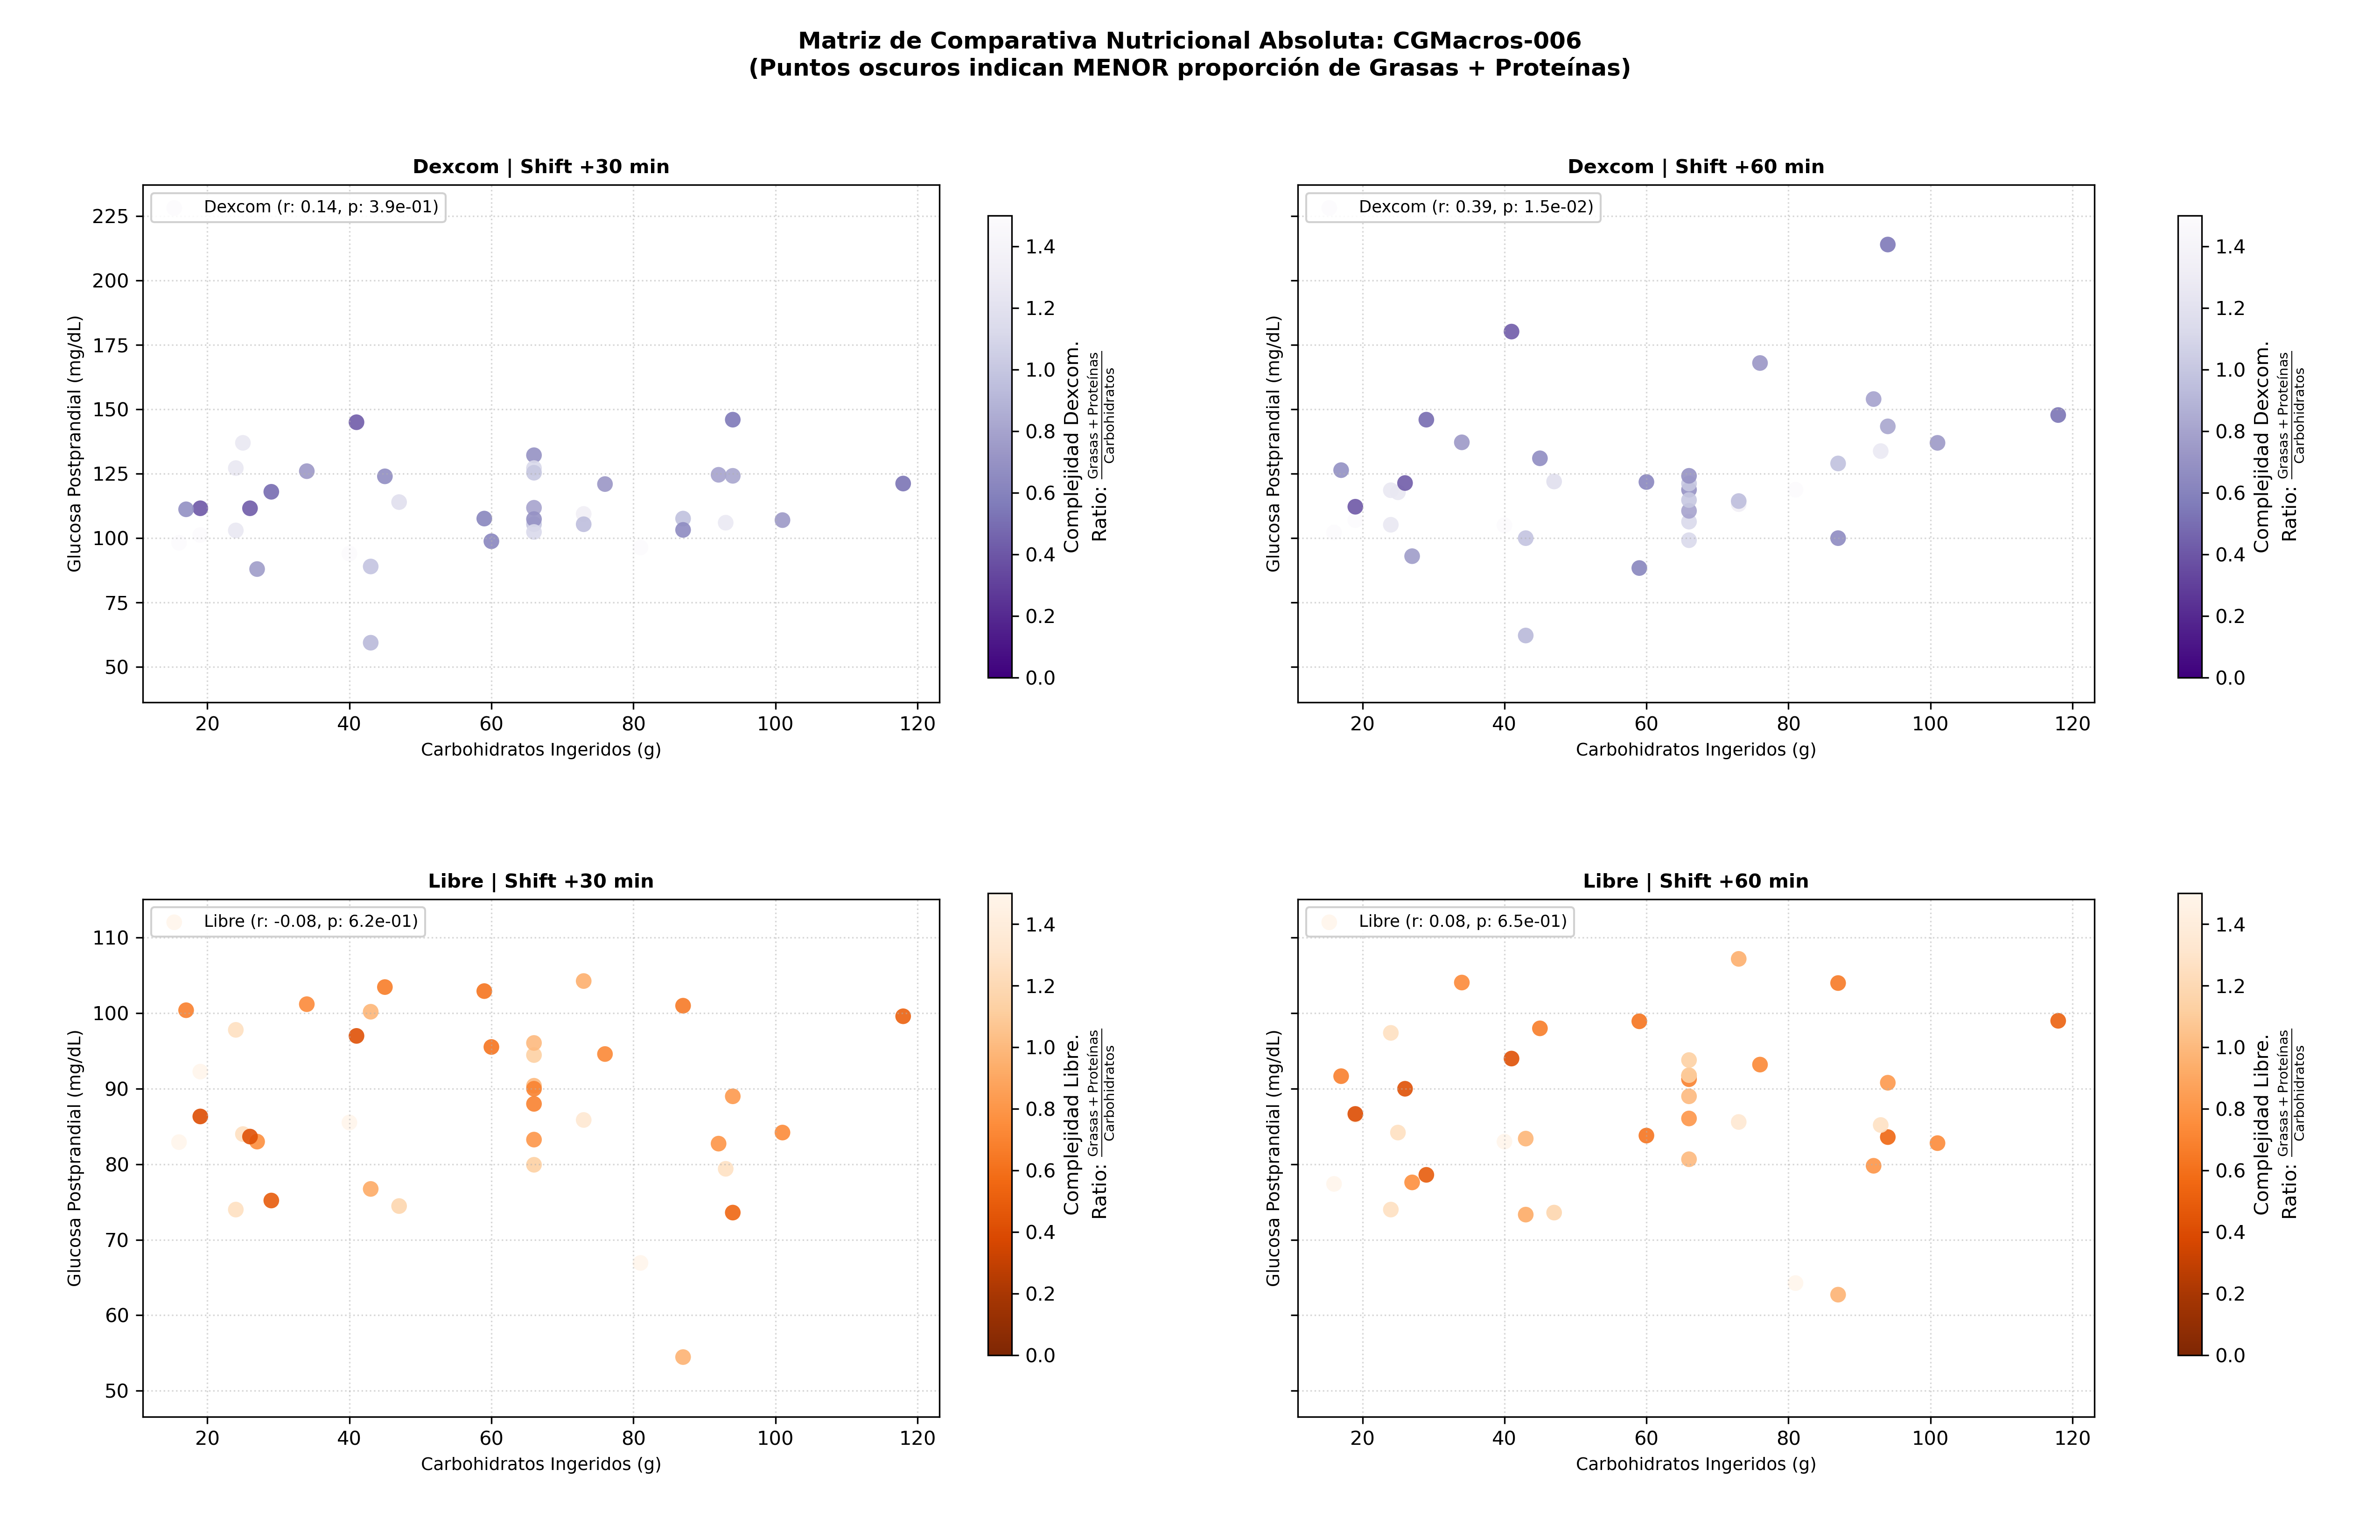 Matriz de Comparativa Nutricional Absoluta: CGMacros-006
(Puntos oscuros indican MENOR proporción de Grasas + Proteínas)
Dexcom | Shift +30 min
Dexcom (r: 0.14, p: 3.9e-01)
Glucosa Postprandial (mg/dL)
225
200
175
150
125
100
75
50
20 40 60 80 100 120
Carbohidratos Ingeridos (g)
1.4
1.2
1.0
0.8
0.6
0.4
0.2
0.0
Complejidad Dexcom.
Ratio: Grasas + Proteínas
Carbohidratos
Dexcom | Shift +60 min
Dexcom (r: 0.39, p: 1.5e-02)
Glucosa Postprandial (mg/dL)
20 40 60 80 100 120
Carbohidratos Ingeridos (g)
1.4
1.2
1.0
0.8
0.6
0.4
0.2
0.0
Complejidad Dexcom.
Ratio: Grasas + Proteínas
Carbohidratos
Libre | Shift +30 min
Libre (r: -0.08, p: 6.2e-01)
Glucosa Postprandial (mg/dL)
110
100
90
80
70
60
50
20 40 60 80 100 120
Carbohidratos Ingeridos (g)
1.4
1.2
1.0
0.8
0.6
0.4
0.2
0.0
Complejidad Libre.
Ratio: Grasas + Proteínas
Carbohidratos
Libre | Shift +60 min
Libre (r: 0.08, p: 6.5e-01)
Glucosa Postprandial (mg/dL)
20 40 60 80 100 120
Carbohidratos Ingeridos (g)
1.4
1.2
1.0
0.8
0.6
0.4
0.2
0.0
Complejidad Libre.
Ratio: Grasas + Proteínas
Carbohidratos